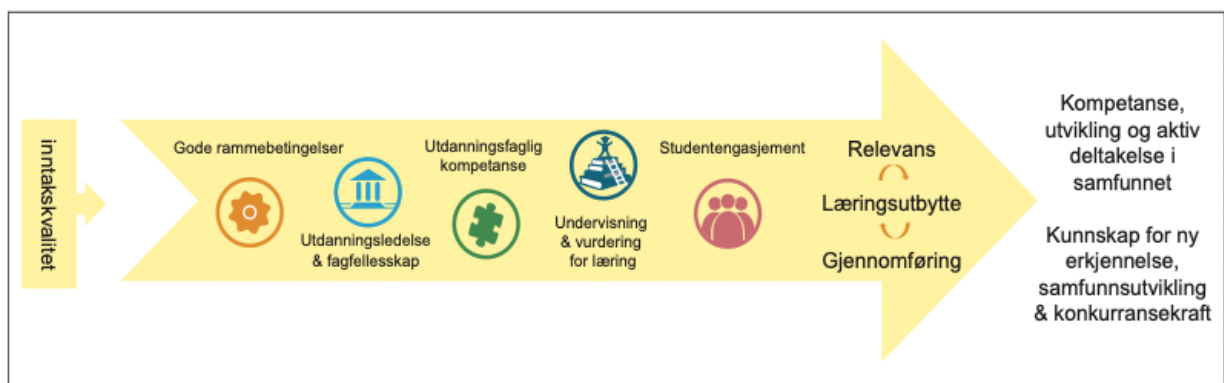 inntakskvalitet
Gode rammebetingelser
Utdanningsledelse
& fagfellesskap
Utdanningsfaglig
kompetanse
Undervisning
& vurdering
for læring
Studentengasjement
Relevans
Læringsutbytte
Gjennomføring
Kompetanse,
utvikling og aktiv
deltakelse i
samfunnet
Kunnskap for ny
erkjennelse,
samfunnsutvikling
& konkurransekraft